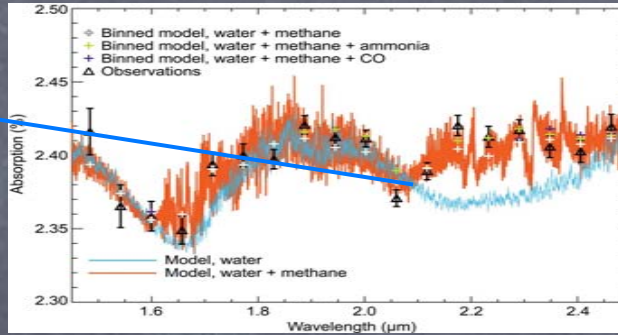 2.50
Binned model, water + methane
Binned model, water + methane + ammonia
Binned model, water + methane + CO
Observations
2.45
2.40
2.35
2.30
Absorption (%)
Model, water
Model, water + methane
1.6 1.8 2.0 2.2 2.4
Wavelength (μm)